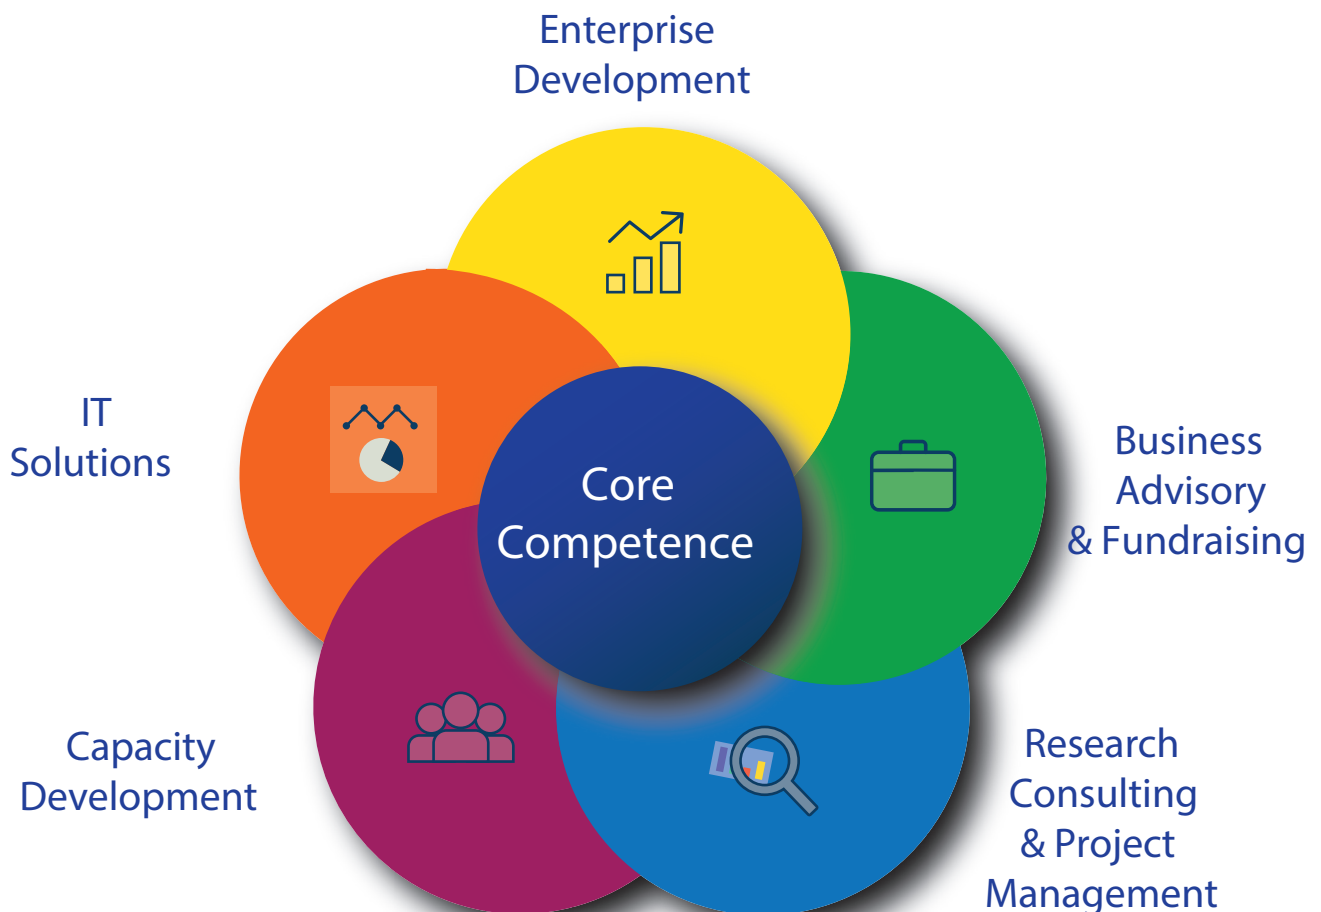 Enterprise
Development
IT
Solutions
Core
Competence
Business
Advisory
& Fundraising
Capacity
Development
Research
Consulting
& Project
Management